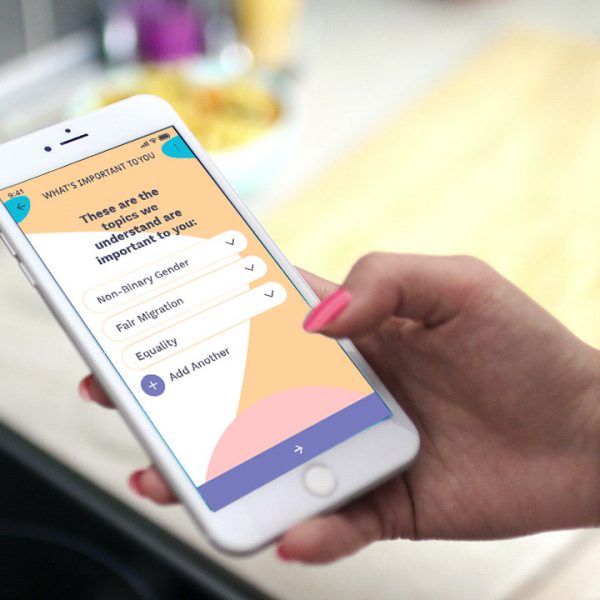 9:41
WHAT'S IMPORTANT TO YOU
These are the
topics we
understand are
important to you:
Non-Binary Gender
Fair Migration
Equality
Add Another